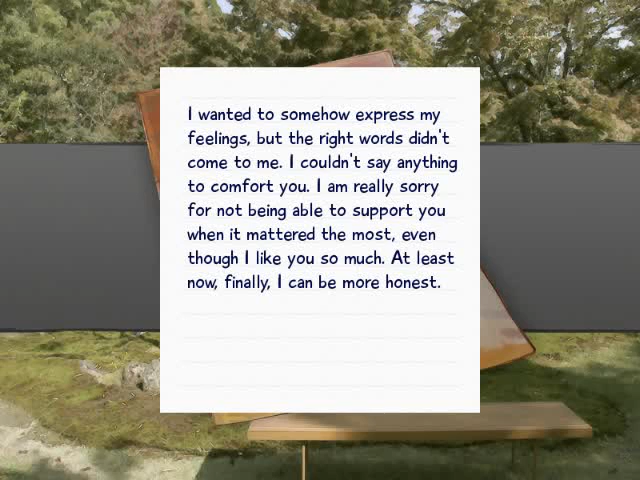 I wanted to somehow express my
feelings, but the right words didn't
come to me. I couldn't say anything
to comfort you. I am really sorry
for not being able to support you
when it mattered the most, even
though I like you so much. At least
now, finally, I can be more honest.